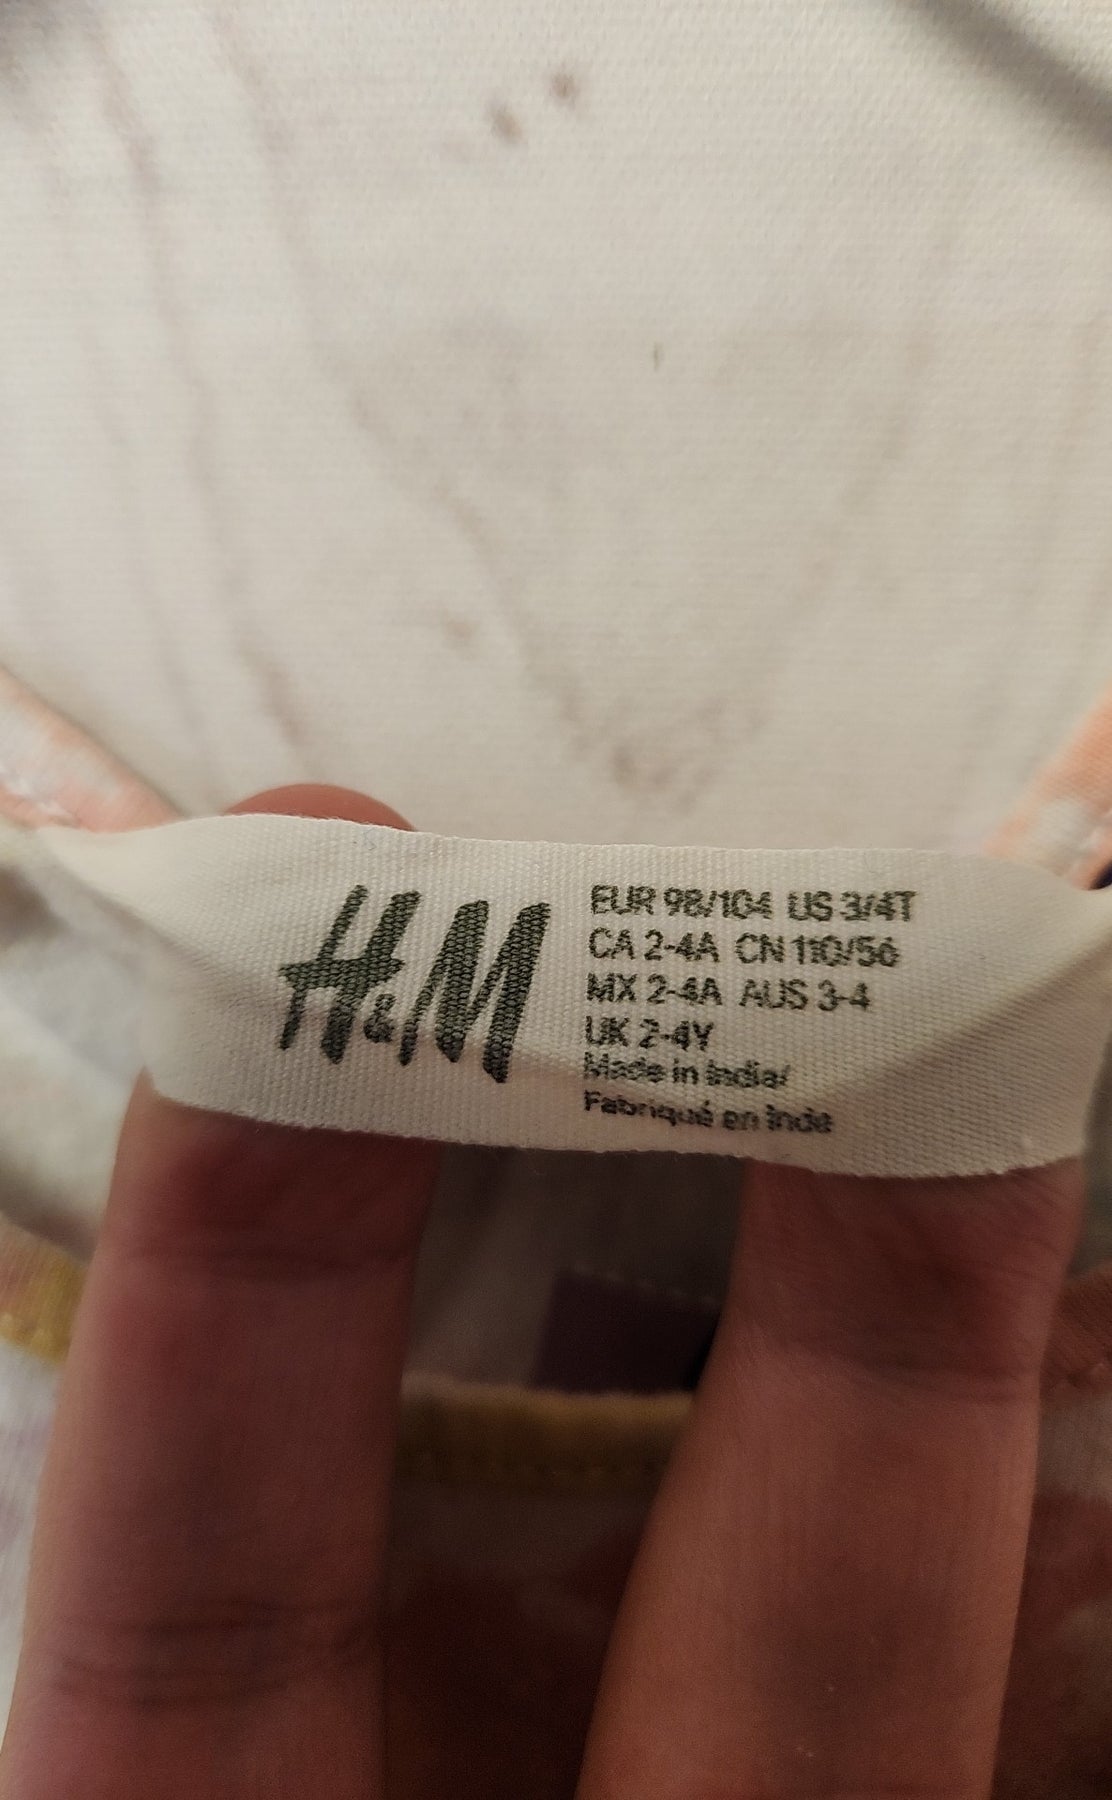 H&M
EUR 98/104 US 3/4T
CA 2-4A CN 110/56
MX 2-4A AUS 3-4
UK 2-4Y
Made in India/
Fabriqué en Inde